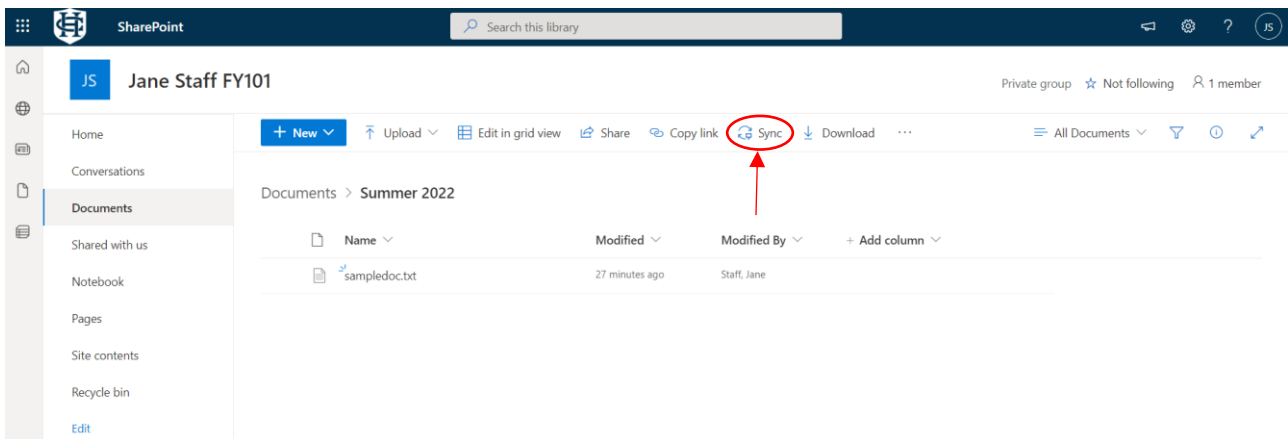 SharePoint
Search this library
?
JS
JS
Jane Staff FY101
Private group
Not following
1 member
Home
Conversations
Documents
Shared with us
Notebook
Pages
Site contents
Recycle bin
Edit
+ New
Upload
Edit in grid view
Share
Copy link
Sync
Download
...
All Documents
Documents > Summer 2022
Name
Modified
Modified By
+ Add column
sampledoc.txt
27 minutes ago
Staff, Jane